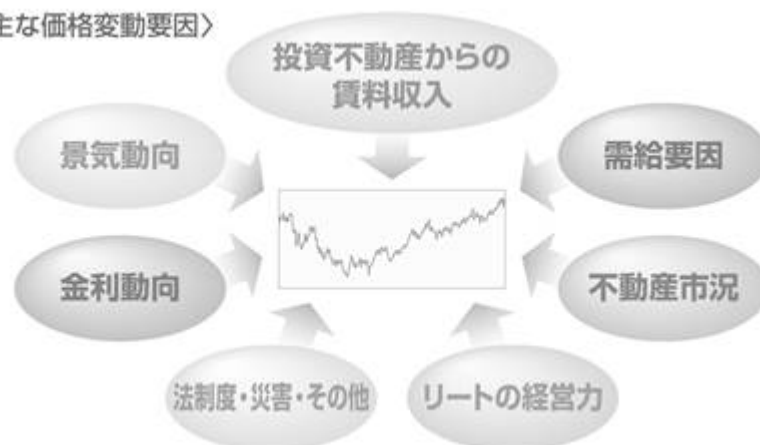 主な価格変動要因〉
投資不動産からの
賃料収入
景気動向
需給要因
金利動向
不動産市況
法制度・災害・その他
リートの経営力